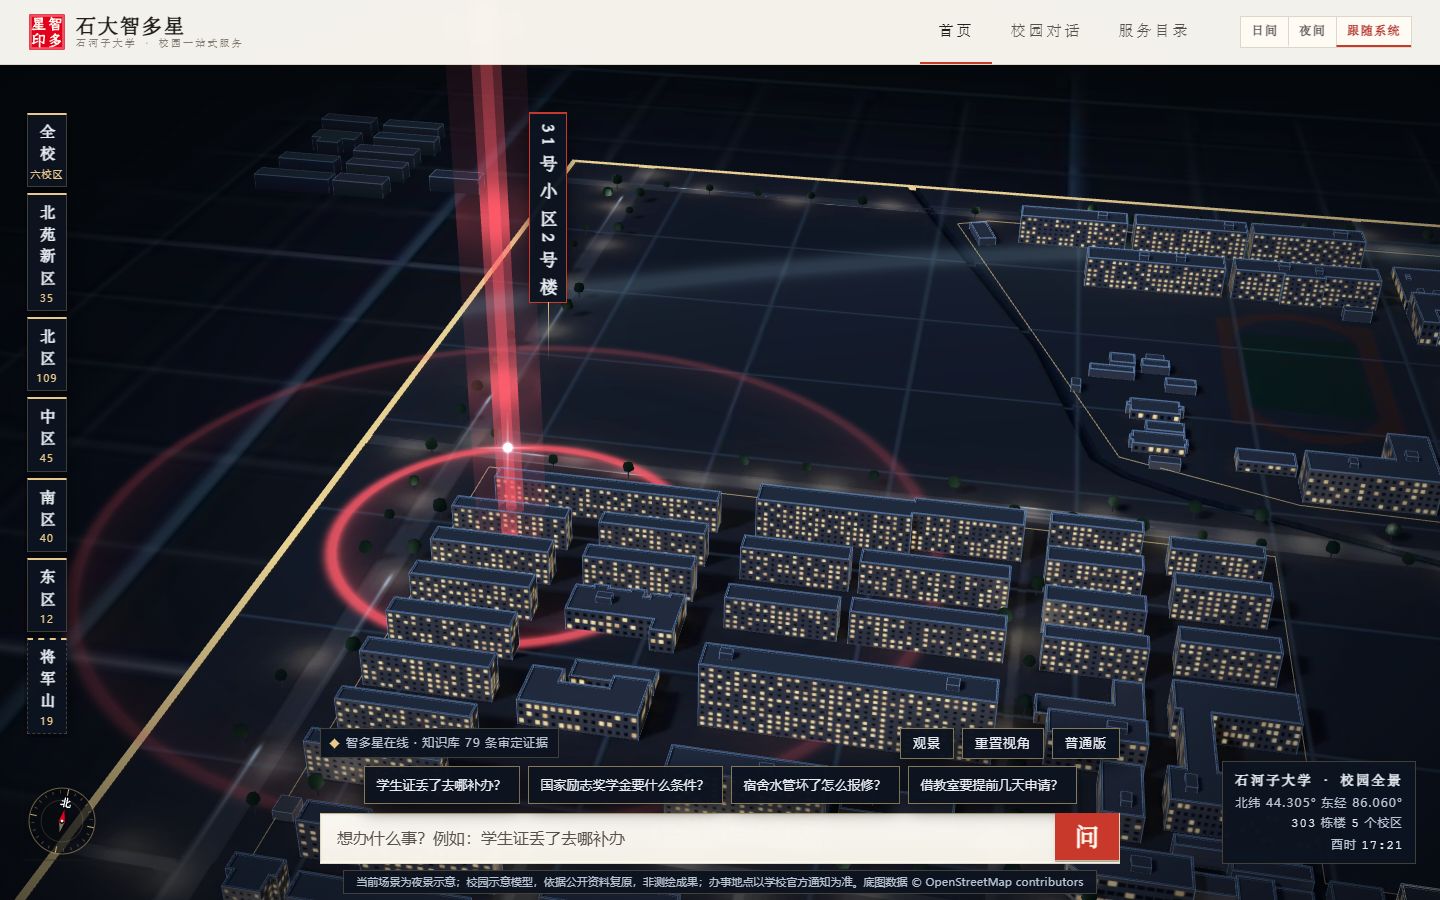 星智
印多
石大智多星
石河子大学 · 校园一站式服务
首页
校园对话
服务目录
日间
夜间
跟随系统
全校
六校区
北苑新区
35
北区
109
中区
45
南区
40
东区
12
将军山
19
31号小区2号楼
北
智多星在线 · 知识库 79 条审定证据
观景
重置视角
普通版
学生证丢了去哪补办？
国家励志奖学金要什么条件？
宿舍水管坏了怎么报修？
借教室要提前几天申请？
想办什么事？例如：学生证丢了去哪补办
问
当前场景为夜景示意；校园示意模型，依据公开资料复原，非测绘成果；办事地点以学校官方通知为准。底图数据 © OpenStreetMap contributors
石河子大学 · 校园全景
北纬 44.305° 东经 86.060°
303 栋楼 5 个校区
酉时 17:21